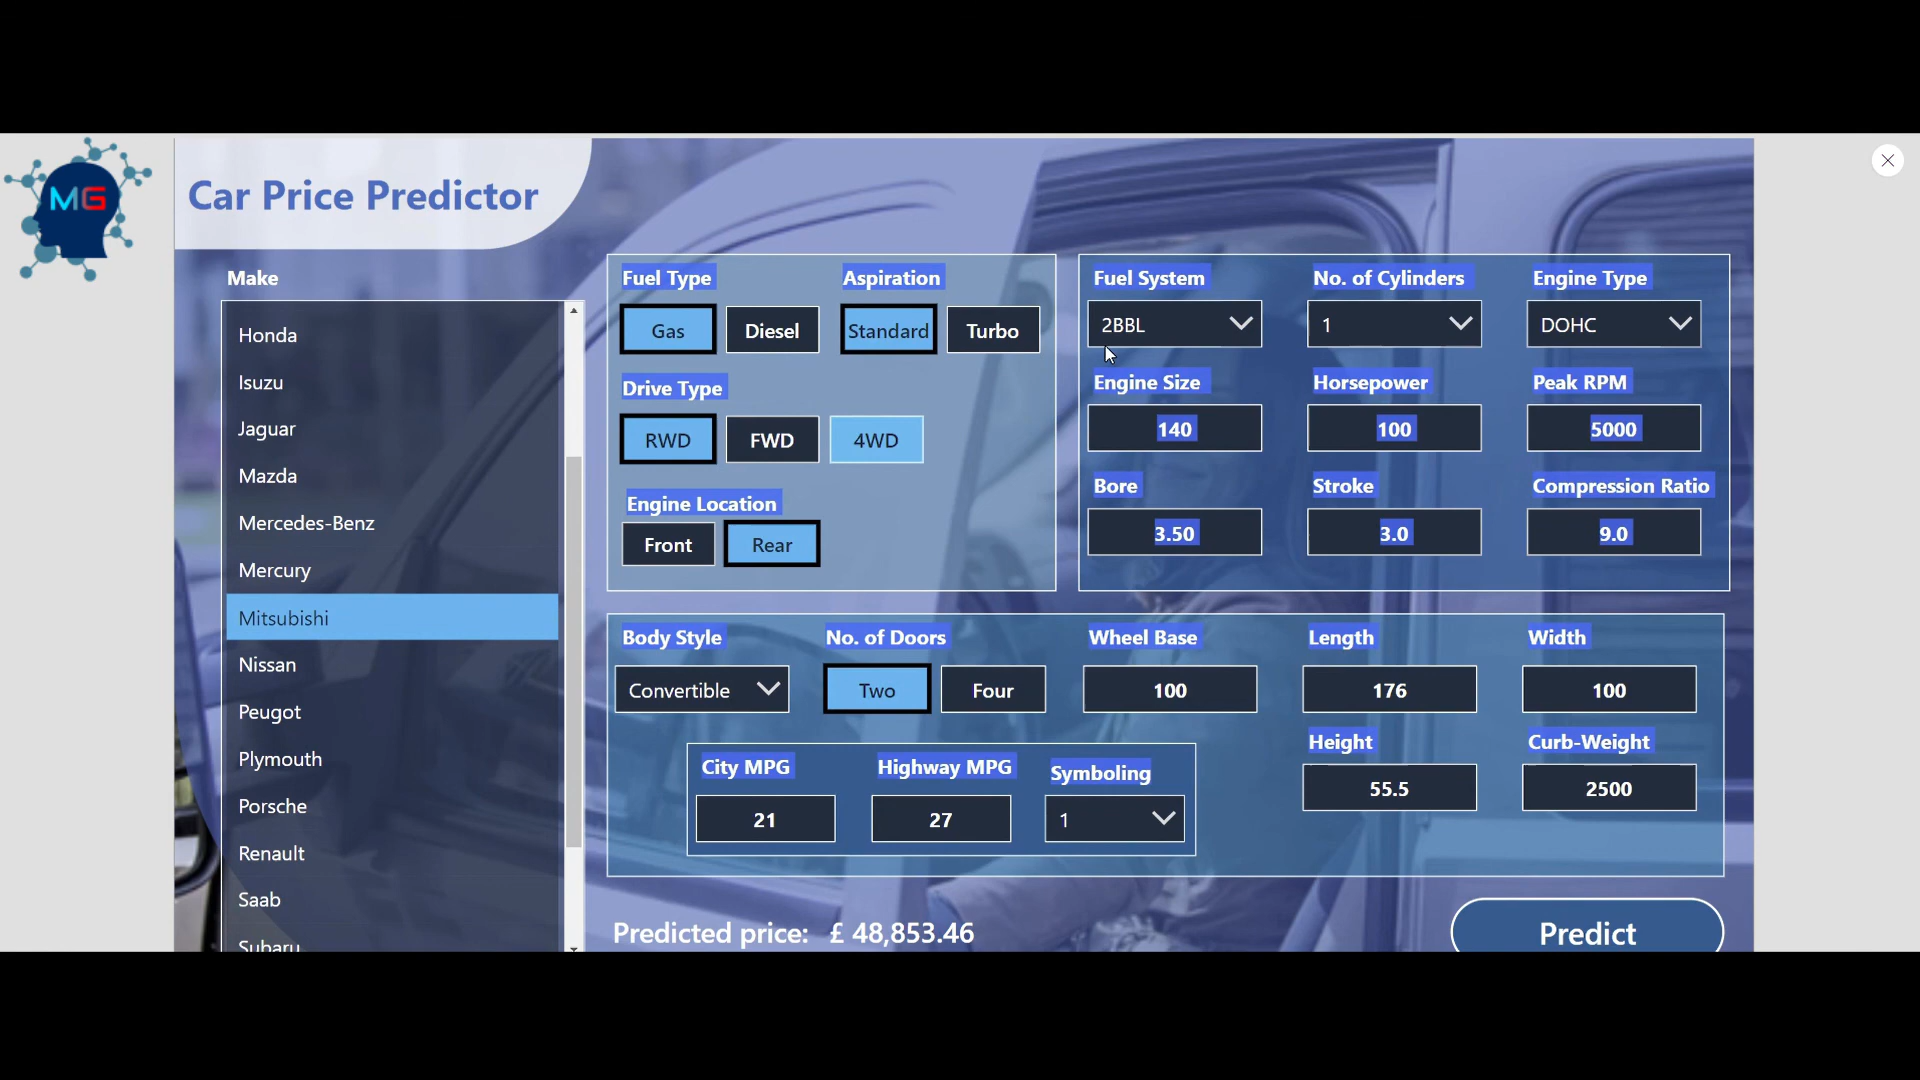 MG
Car Price Predictor
Make
Honda
Isuzu
Jaguar
Mazda
Mercedes-Benz
Mercury
Mitsubishi
Nissan
Peugot
Plymouth
Porsche
Renault
Saab
Subaru
Fuel Type
Gas
Diesel
Aspiration
Standard
Turbo
Drive Type
RWD
FWD
4WD
Engine Location
Front
Rear
Fuel System
2BBL
No. of Cylinders
1
Engine Type
DOHC
Engine Size
140
Horsepower
100
Peak RPM
5000
Bore
3.50
Stroke
3.0
Compression Ratio
9.0
Body Style
Convertible
No. of Doors
Two
Four
Wheel Base
100
Length
176
Width
100
City MPG
21
Highway MPG
27
Symboling
1
Height
55.5
Curb-Weight
2500
Predicted price: £ 48,853.46
Predict